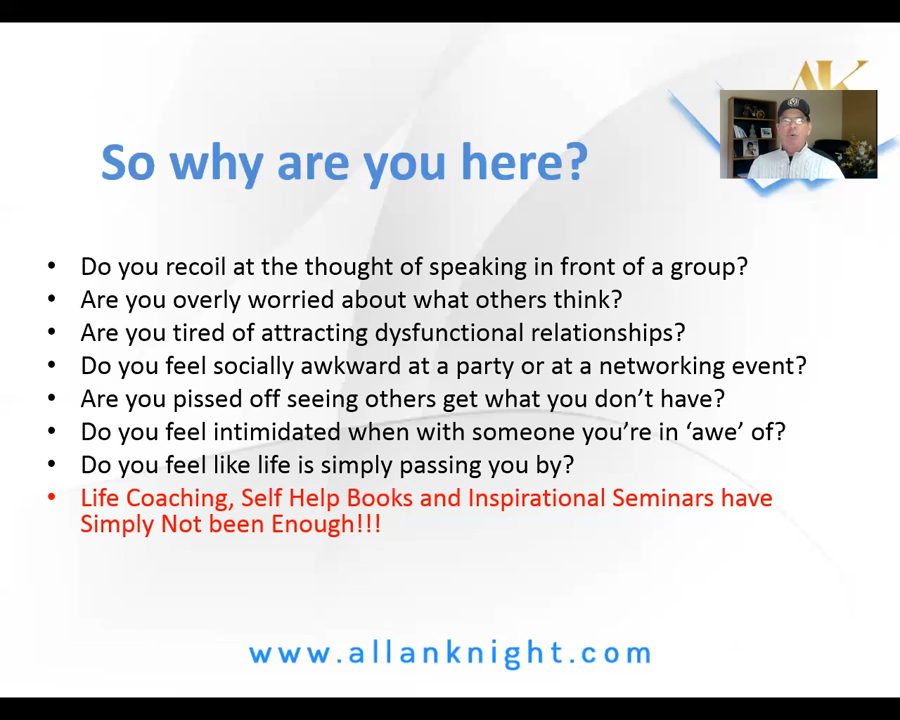 AK
So why are you here?
• Do you recoil at the thought of speaking in front of a group?
• Are you overly worried about what others think?
• Are you tired of attracting dysfunctional relationships?
• Do you feel socially awkward at a party or at a networking event?
• Are you pissed off seeing others get what you don't have?
• Do you feel intimidated when with someone you're in 'awe' of?
• Do you feel like life is simply passing you by?
• Life Coaching, Self Help Books and Inspirational Seminars have
Simply Not been Enough!!!
www.allanknight.com